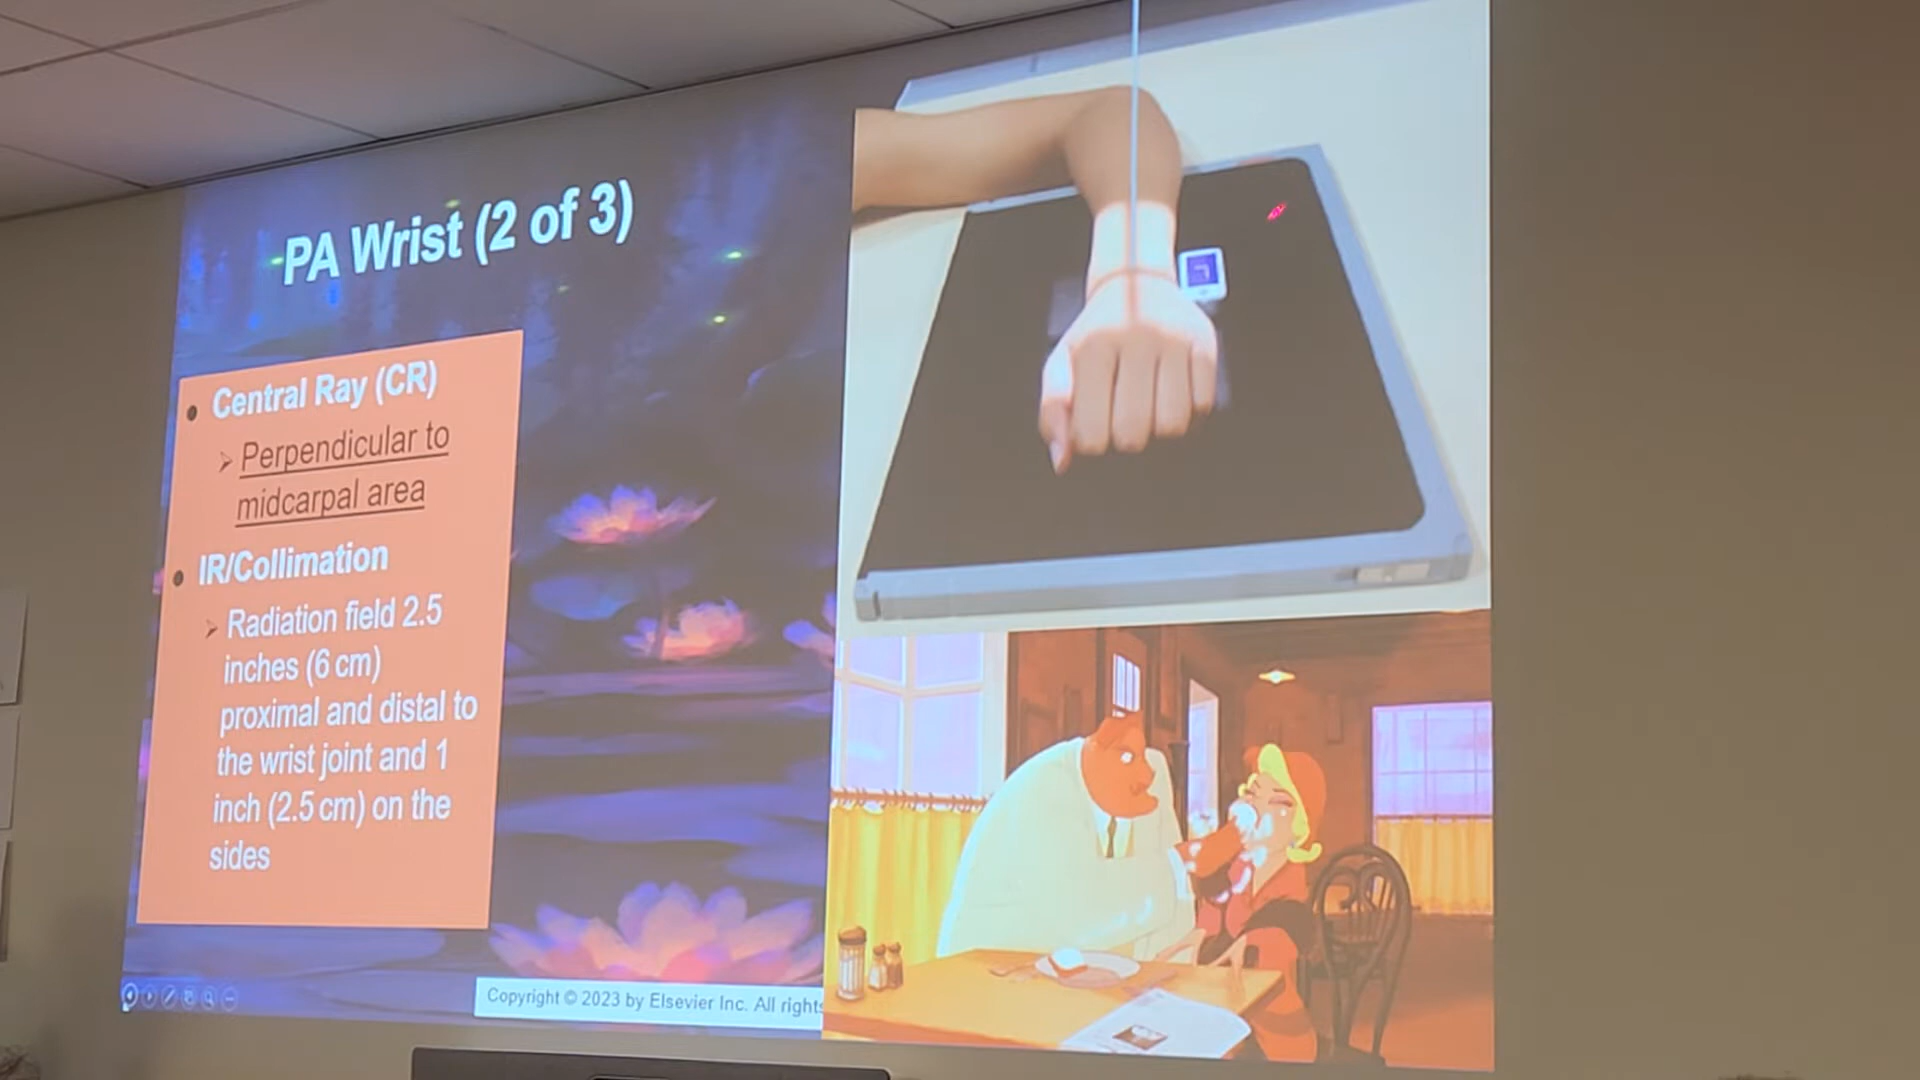 PA Wrist (2 of 3)
Central Ray (CR)
Perpendicular to
midcarpal area
IR/Collimation
Radiation field 2.5
inches (6 cm)
proximal and distal to
the wrist joint and 1
inch (2.5 cm) on the
sides
Copyright © 2023 by Elsevier Inc. All rights